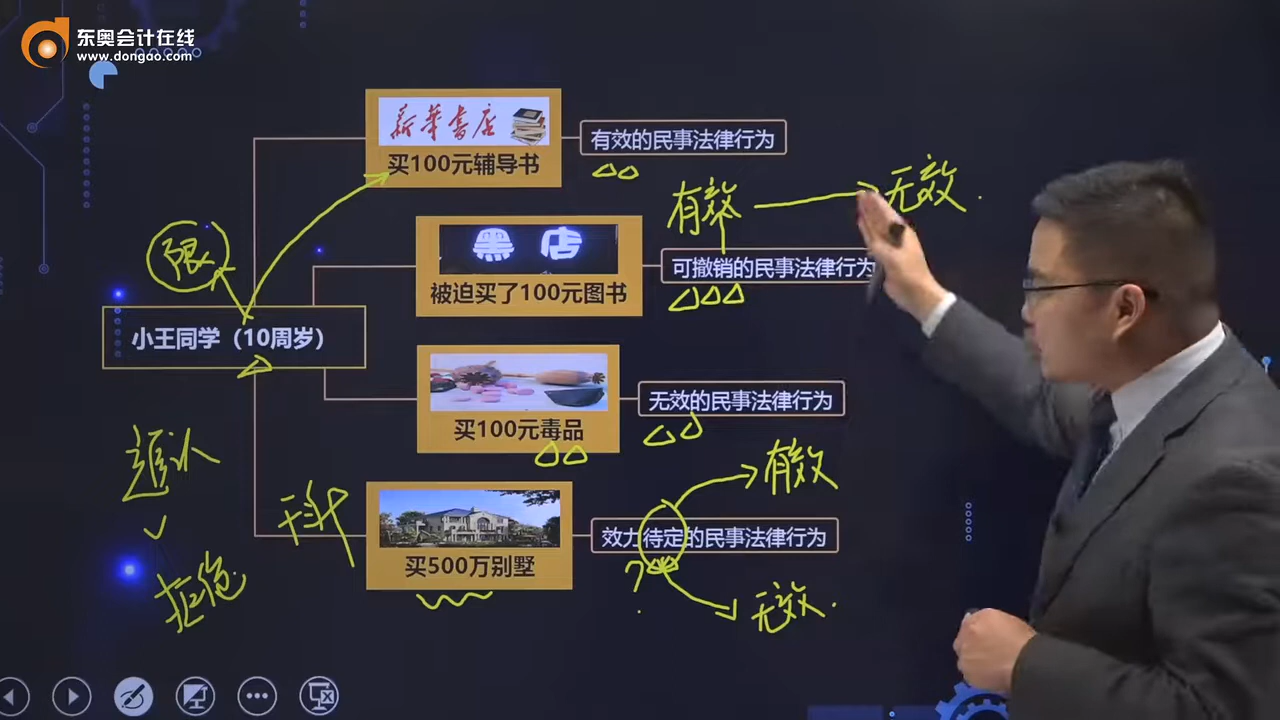 东奥会计在线
www.dongao.com
新华书店
买100元辅导书
有效的民事法律行为
有效
无效
限
黑店
被迫买了100元图书
可撤销的民事法律行为
小王同学（10周岁）
买100元毒品
无效的民事法律行为
追认
拒绝
买500万别墅
效力待定的民事法律行为
?
有效
无效